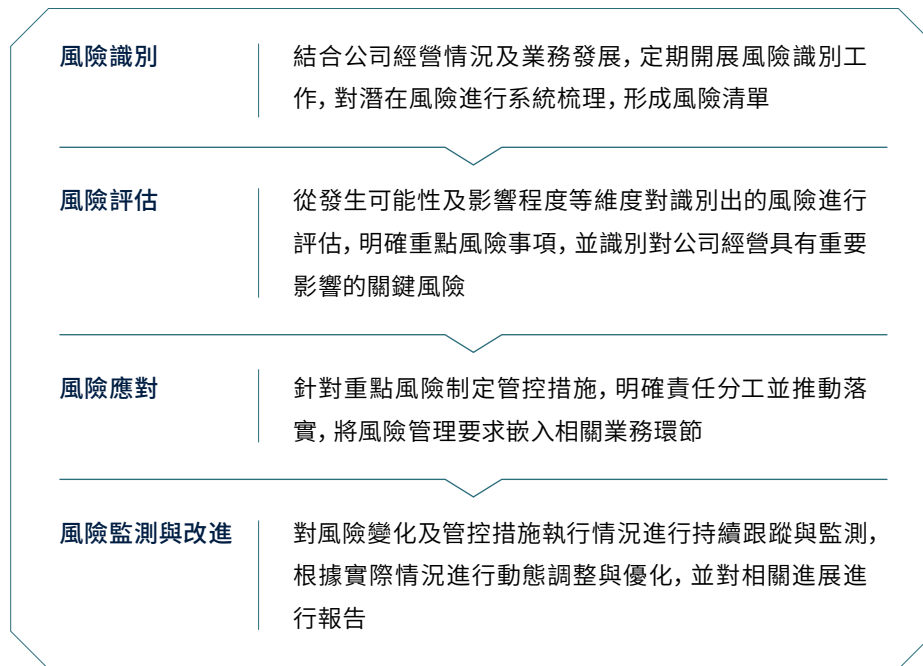 風險識別
結合公司經營情況及業務發展，定期開展風險識別工
作，對潛在風險進行系統梳理，形成風險清單
風險評估
從發生可能性及影響程度等維度對識別出的風險進行
評估，明確重點風險事項，並識別對公司經營具有重要
影響的關鍵風險
風險應對
針對重點風險制定管控措施，明確責任分工並推動落
實，將風險管理要求嵌入相關業務環節
風險監測與改進
對風險變化及管控措施執行情況進行持續跟蹤與監測，
根據實際情況進行動態調整與優化，並對相關進展進
行報告